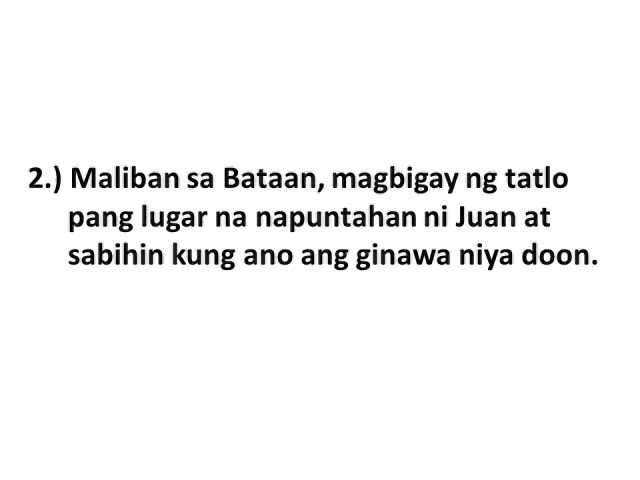 2.) Maliban sa Bataan, magbigay ng tatlo
pang lugar na napuntahan ni Juan at
sabihin kung ano ang ginawa niya doon.